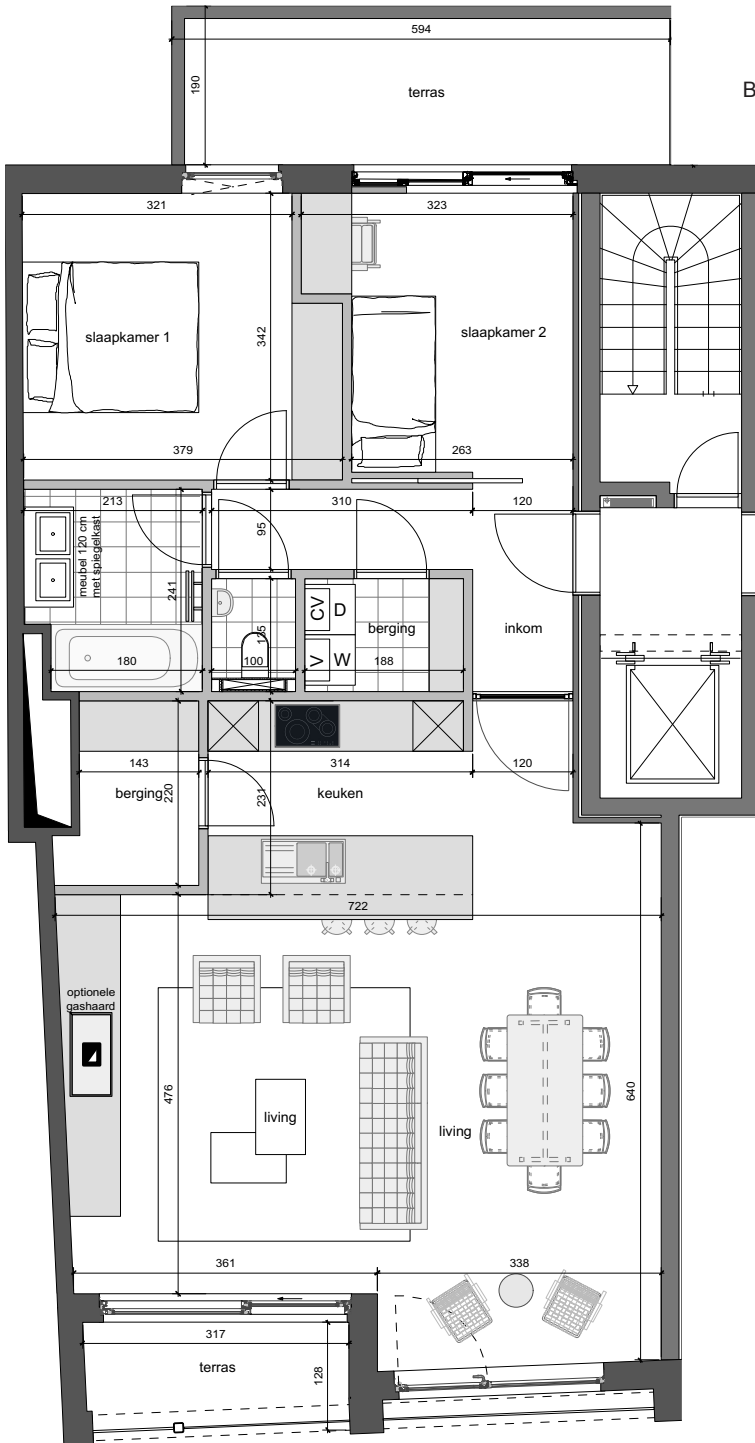 594
190
terras
B
321
323
slaapkamer 1
342
slaapkamer 2
379
263
213
310
120
95
meubel 120 cm
met spiegelkast
241
CV
D
135
berging
inkom
V
W
180
100
188
143
314
120
berging
220
231
keuken
722
optionele
gashaard
476
640
living
living
361
338
317
terras
128